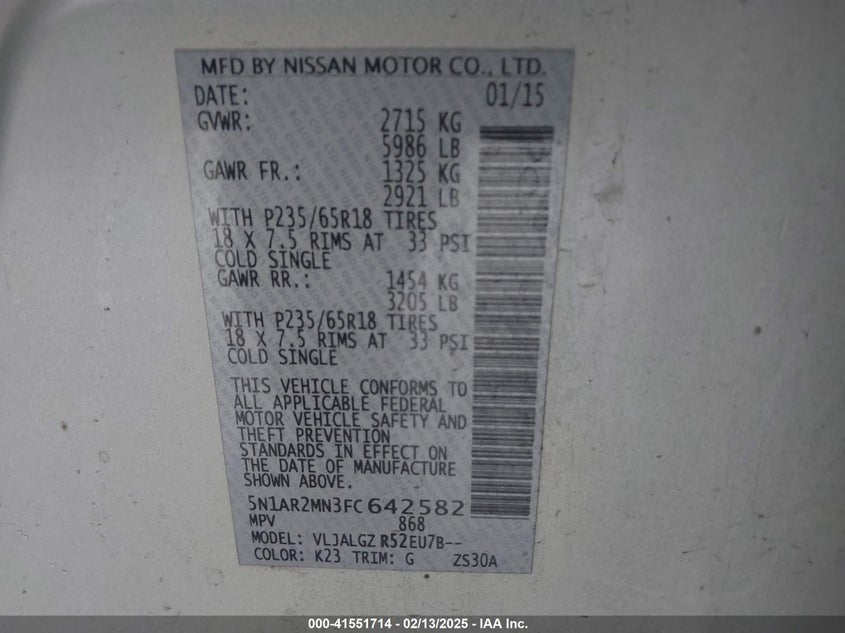 MFD BY NISSAN MOTOR CO., LTD.
DATE: 01/15
GVWR: 2715 KG
5986 LB
GAWR FR.: 1325 KG
2921 LB
WITH P235/65R18 TIRES
18 X 7.5 RIMS AT 33 PSI
COLD SINGLE
GAWR RR.: 1454 KG
3205 LB
WITH P235/65R18 TIRES
18 X 7.5 RIMS AT 33 PSI
COLD SINGLE
THIS VEHICLE CONFORMS TO
ALL APPLICABLE FEDERAL
MOTOR VEHICLE SAFETY AND
THEFT PREVENTION
STANDARDS IN EFFECT ON
THE DATE OF MANUFACTURE
SHOWN ABOVE.
5N1AR2MN3FC642582
MPV 868
MODEL: VLJALGZ R52EU7B--
COLOR: K23 TRIM: G ZS30A
000-41551714 - 02/13/2025 - IAA Inc.